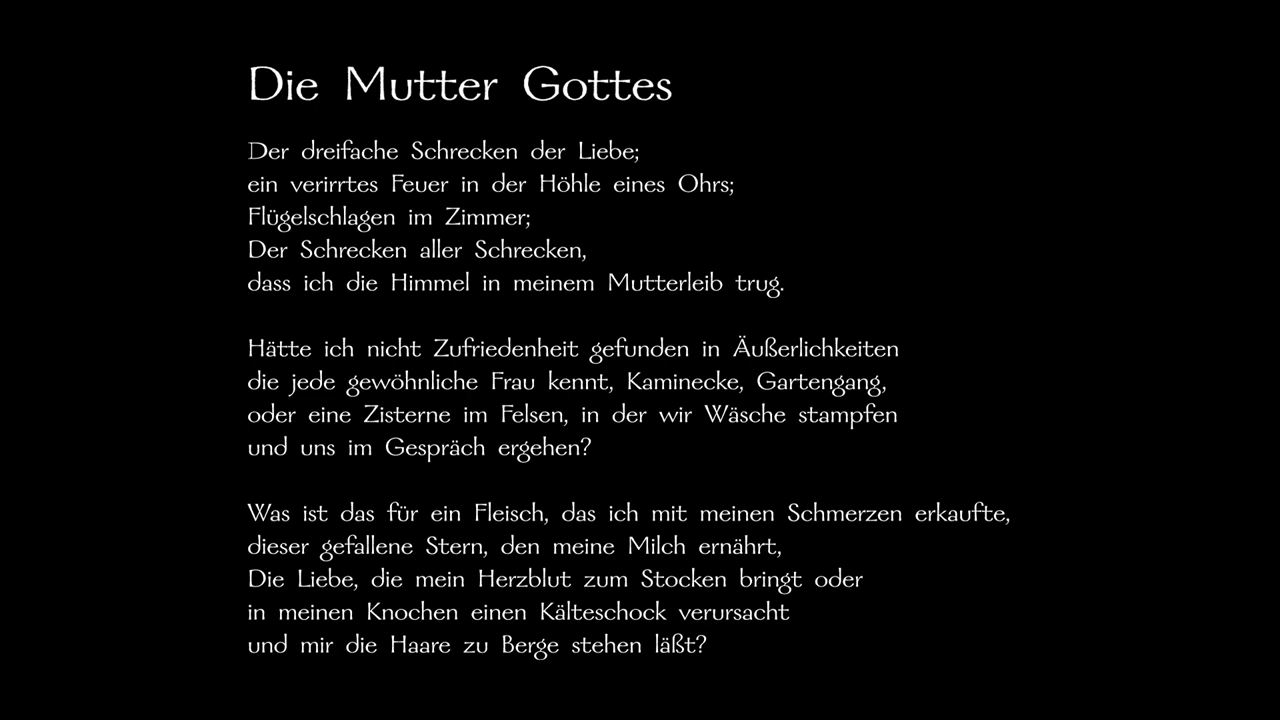 Die Mutter Gottes
Der dreifache Schrecken der Liebe;
ein verirrtes Feuer in der Höhle eines Ohrs;
Flügelschlagen im Zimmer;
Der Schrecken aller Schrecken,
dass ich die Himmel in meinem Mutterleib trug.
Hätte ich nicht Zufriedenheit gefunden in Äußerlichkeiten
die jede gewöhnliche Frau kennt, Kaminecke, Gartengang,
oder eine Zisterne im Felsen, in der wir Wäsche stampfen
und uns im Gespräch ergehen?
Was ist das für ein Fleisch, das ich mit meinen Schmerzen erkaufte,
dieser gefallene Stern, den meine Milch ernährt,
Die Liebe, die mein Herzblut zum Stocken bringt oder
in meinen Knochen einen Kälteschock verursacht
und mir die Haare zu Berge stehen läßt?